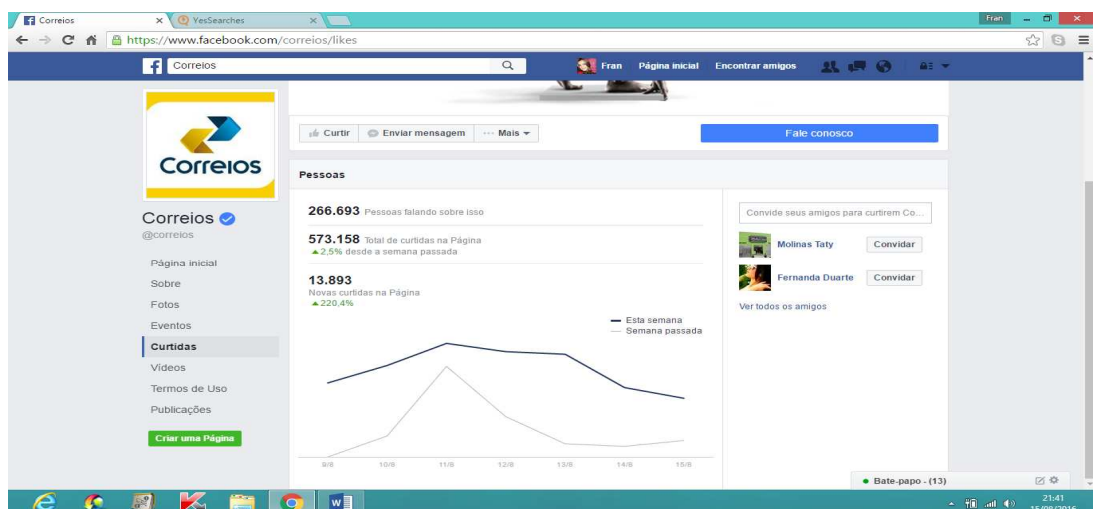 Correios
YesSearches
Fran
https://www.facebook.com/correios/likes
Correios
Fran Página inicial Encontrar amigos
Curtir Enviar mensagem Mais
Fale conosco
Correios
Pessoas
266.693 Pessoas falando sobre isso
573.158 Total de curtidas na Página
2,5% desde a semana passada
13.893
Novas curtidas na Página
220,4%
Esta semana
Semana passada
9/8 10/8 11/8 12/8 13/8 14/8 15/8
Convide seus amigos para curtirem Co...
Molinas Taty Convidar
Fernanda Duarte Convidar
Ver todos os amigos
Correios
@correios
Página inicial
Sobre
Fotos
Eventos
Curtidas
Vídeos
Termos de Uso
Publicações
Criar uma Página
Bate-papo - (13)
21:41
15/08/2016